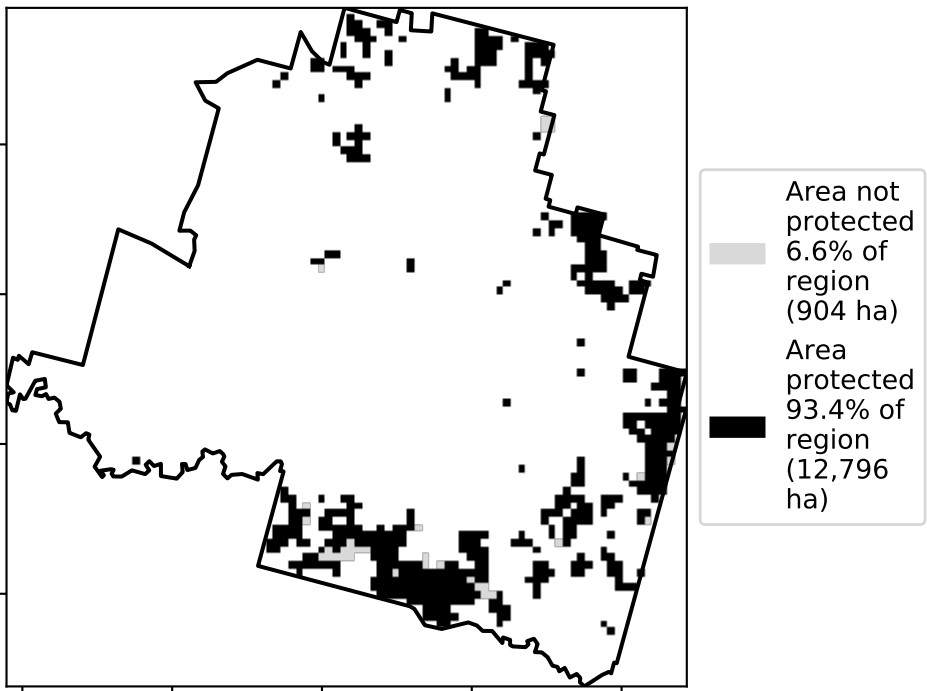 Area not
protected
6.6% of
region
(904 ha)
Area
protected
93.4% of
region
(12,796
ha)